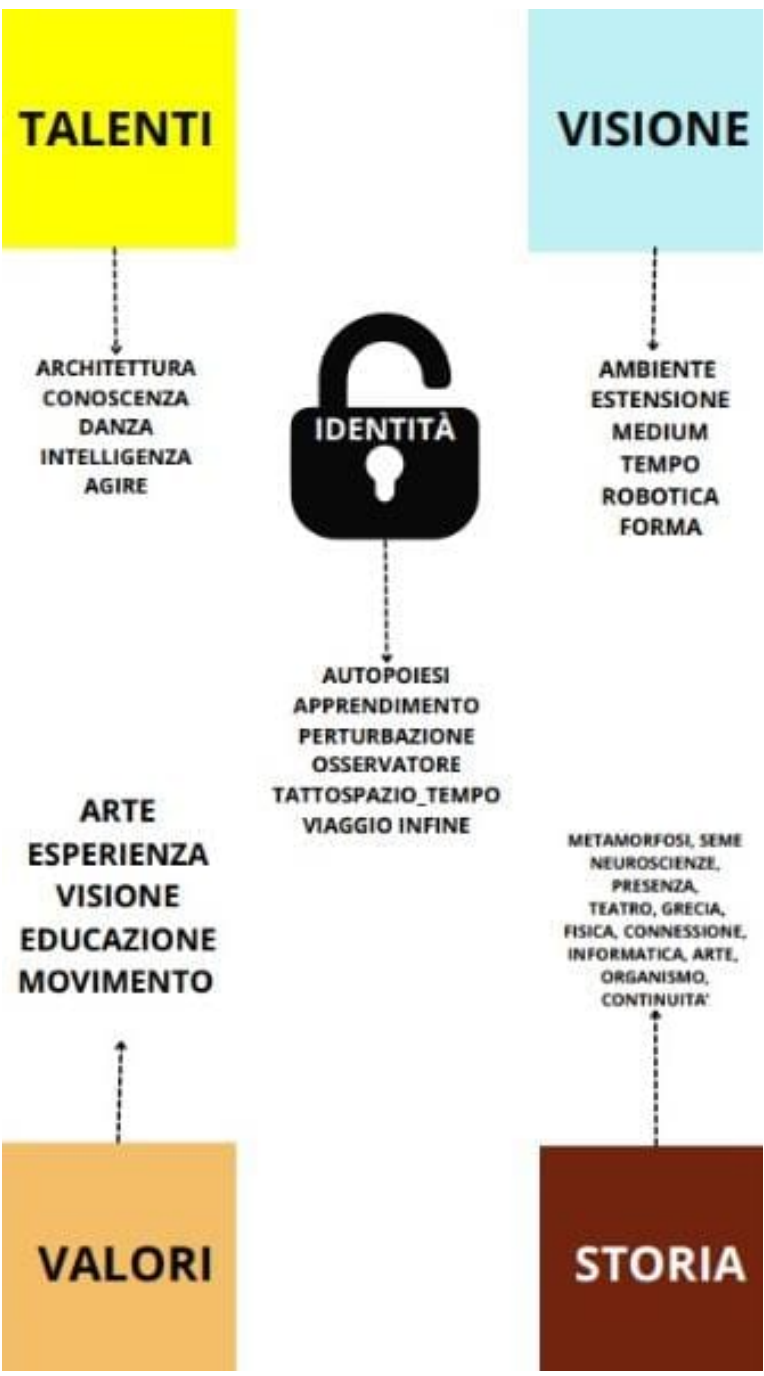 TALENTI
VISIONE
ARCHITETTURA
CONOSCENZA
DANZA
INTELLIGENZA
AGIRE
IDENTITÀ
AMBIENTE
ESTENSIONE
MEDIUM
TEMPO
ROBOTICA
FORMA
AUTOPOIESI
APPRENDIMENTO
PERTURBAZIONE
OSSERVATORE
TATTOSPAZIO_TEMPO
VIAGGIO INFINE
ARTE
ESPERIENZA
VISIONE
EDUCAZIONE
MOVIMENTO
METAMORFOSI, SEME
NEUROSCIENZE,
PRESENZA,
TEATRO, GRECIA,
FISICA, CONNESSIONE,
INFORMATICA, ARTE,
ORGANISMO,
CONTINUITA'
VALORI
STORIA